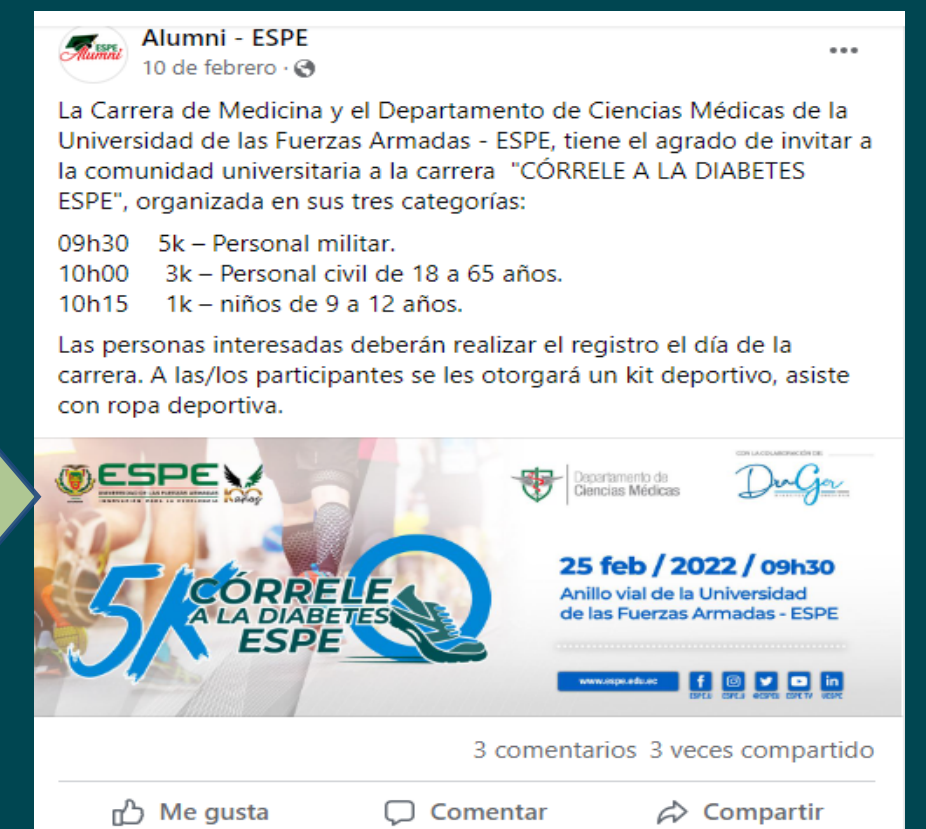 Alumni - ESPE
10 de febrero ·
La Carrera de Medicina y el Departamento de Ciencias Médicas de la
Universidad de las Fuerzas Armadas - ESPE, tiene el agrado de invitar a
la comunidad universitaria a la carrera "CÓRRELE A LA DIABETES
ESPE", organizada en sus tres categorías:
09h30 5k – Personal militar.
10h00 3k – Personal civil de 18 a 65 años.
10h15 1k – niños de 9 a 12 años.
Las personas interesadas deberán realizar el registro el día de la
carrera. A las/los participantes se les otorgará un kit deportivo, asiste
con ropa deportiva.
ESPE
UNIVERSIDAD DE LAS FUERZAS ARMADAS
Departamento de
Ciencias Médicas
CON LA COLABORACIÓN DE:
5K CÓRRELE
A LA DIABETES
ESPE
25 feb / 2022 / 09h30
Anillo vial de la Universidad
de las Fuerzas Armadas - ESPE
www.espe.edu.ec
3 comentarios 3 veces compartido
Me gusta Comentar Compartir